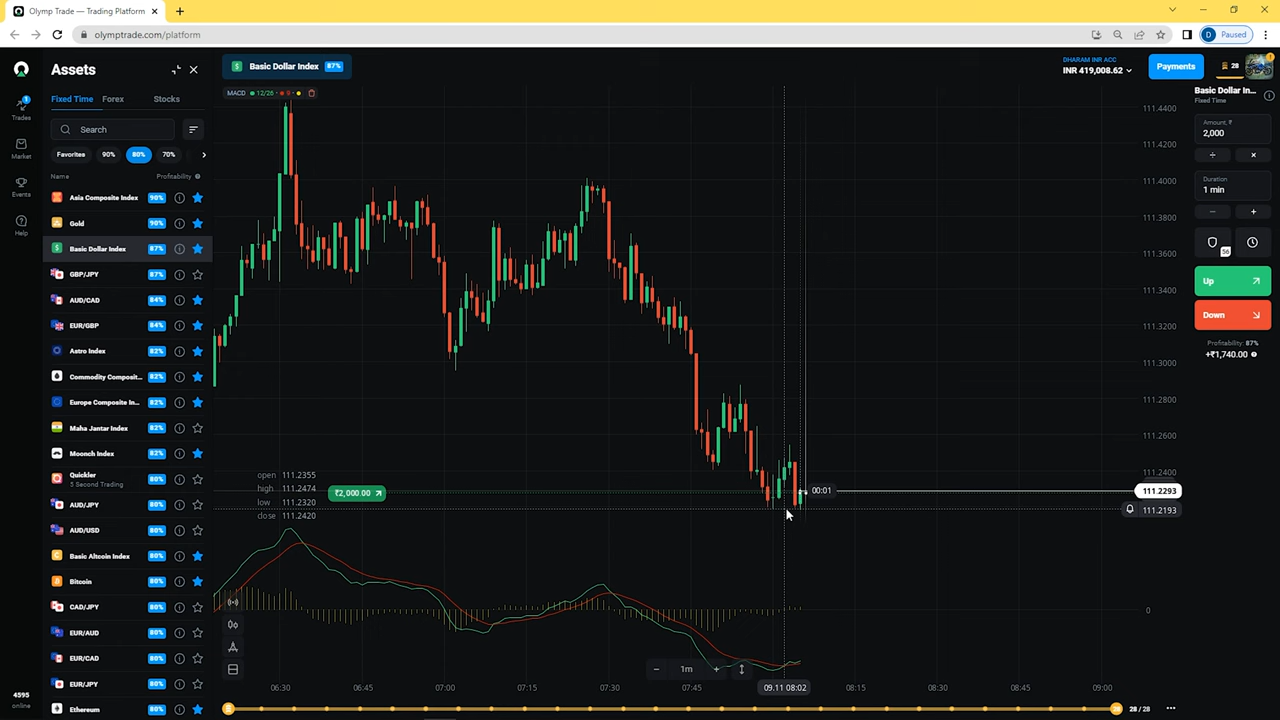 Olymp Trade — Trading Platform
olymptrade.com/platform
D Paused
Assets
Basic Dollar Index 87%
DHARAM INR ACC
INR 419,008.62
Payments
28
Trades
Market
Events
Help
4595
online
Fixed Time Forex Stocks
Search
Favorites 90% 80% 70%
Name Profitability
Asia Composite Index 90%
Gold 90%
Basic Dollar Index 87%
GBP/JPY 87%
AUD/CAD 84%
EUR/GBP 84%
Astro Index 82%
Commodity Composit... 82%
Europe Composite In... 82%
Maha Jantar Index 82%
Moonch Index 82%
Quickler 80%
5 Second Trading
AUD/JPY 80%
AUD/USD 80%
Basic Altcoin Index 80%
Bitcoin 80%
CAD/JPY 80%
EUR/AUD 80%
EUR/CAD 80%
EUR/JPY 80%
Ethereum 80%
MACD 12/26 9
open 111.2355
high 111.2474
low 111.2320
close 111.2420
₹2,000.00
00:01
111.4400
111.4200
111.4000
111.3800
111.3600
111.3400
111.3200
111.3000
111.2800
111.2600
111.2400
111.2293
111.2193
0
− 1m +
06:30 06:45 07:00 07:15 07:30 07:45 09.11 08:02 08:15 08:30 08:45 09:00
28 28 / 28
Basic Dollar In...
Fixed Time
Amount, ₹
2,000
÷ ×
Duration
1 min
− +
56
Up
Down
Profitability: 87%
+₹1,740.00